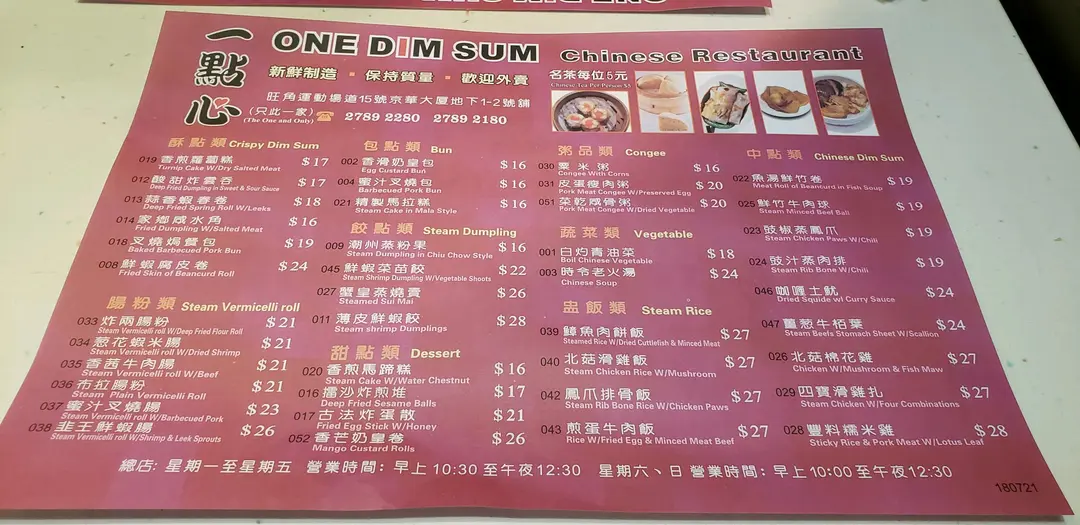 一點心
ONE DIM SUM Chinese Restaurant
新鮮制造 ▪ 保持質量 ▪ 歡迎外賣
名茶每位5元
Chinese Tea Per Person $5
旺角運動場道15號京華大廈地下1-2號舖
(只此一家)
(The One and Only)
☎ 2789 2280 2789 2180
酥點類 Crispy Dim Sum
019 香煎蘿蔔糕 $17
Turnip Cake W/Dry Salted Meat
012 酸甜炸雲吞 $17
Deep Fried Dumpling in Sweet & Sour Sauce
013 蒜香蝦春卷 $18
Deep Fried Spring Roll W/Leeks
014 家鄉咸水角 $16
Fried Dumpling W/Salted Meat
018 叉燒焗餐包 $19
Baked Barbecued Pork Bun
008 鮮蝦腐皮卷 $24
Fried Skin of Beancurd Roll
腸粉類 Steam Vermicelli roll
033 炸兩腸粉 $21
Steam Vermicelli roll W/Deep Fried Flour Roll
034 葱花蝦米腸 $21
Steam Vermicelli roll W/Dried Shrimp
035 香茜牛肉腸 $21
Steam Vermicelli roll W/Beef
036 布拉腸粉 $21
Steam Plain Vermicelli Roll
037 蜜汁叉燒腸 $23
Steam Vermicelli roll W/Barbecued Pork
038 韭王鮮蝦腸 $26
Steam Vermicelli roll W/Shrimp & Leek Sprouts
包點類 Bun
002 香滑奶皇包 $16
Egg Custard Bun
004 蜜汁叉燒包 $16
Barbecued Pork Bun
021 精製馬拉糕 $16
Steam Cake in Mala Style
餃點類 Steam Dumpling
009 潮州蒸粉果 $16
Steam Dumpling in Chiu Chow Style
045 鮮蝦菜苗餃 $22
Steam Shrimp Dumpling W/Vegetable Shoots
027 蟹皇蒸燒賣 $26
Steamed Sui Mai
011 薄皮鮮蝦餃 $28
Steam shrimp Dumplings
甜點類 Dessert
020 香煎馬蹄糕 $16
Steam Cake W/Water Chestnut
016 擂沙炸煎堆 $17
Deep Fried Sesame Balls
017 古法炸蛋散 $21
Fried Egg Stick W/Honey
052 香芒奶皇卷 $26
Mango Custard Rolls
粥品類 Congee
030 粟米粥 $16
Congee With Corns
031 皮蛋瘦肉粥 $20
Pork Meat Congee W/Preserved Egg
051 菜乾咸骨粥 $20
Pork Meat Congee W/Dried Vegetable
蔬菜類 Vegetable
001 白灼青油菜 $18
Boil Chinese Vegetable
003 時令老火湯 $24
Chinese Soup
盅飯類 Steam Rice
039 鱆魚肉餅飯 $27
Steamed Rice W/Dried Cuttlefish & Minced Meat
040 北菇滑雞飯 $27
Steam Chicken Rice W/Mushroom
042 鳳爪排骨飯 $27
Steam Rib Bone Rice W/Chicken Paws
043 煎蛋牛肉飯 $27
Rice W/Fried Egg & Minced Meat Beef
中點類 Chinese Dim Sum
022 魚湯鮮竹卷 $19
Meat Roll of Beancurd in Fish Soup
025 鮮竹牛肉球 $19
Steam Minced Beef Ball
023 豉椒蒸鳳爪 $19
Steam Chicken Paws W/Chili
024 豉汁蒸肉排 $19
Steam Rib Bone W/Chili
046 咖喱土魷 $24
Dried Squide w/ Curry Sauce
047 薑葱牛栢葉 $24
Steam Beefs Stomach Sheet W/Scallion
026 北菇棉花雞 $27
Chicken W/Mushroom & Fish Maw
029 四寶滑雞扎 $27
Steam Chicken W/Four Combinations
028 豐料糯米雞 $28
Sticky Rice & Pork Meat W/Lotus Leaf
總店: 星期一至星期五 營業時間: 早上 10:30 至午夜12:30 星期六、日 營業時間: 早上 10:00 至午夜12:30
180721